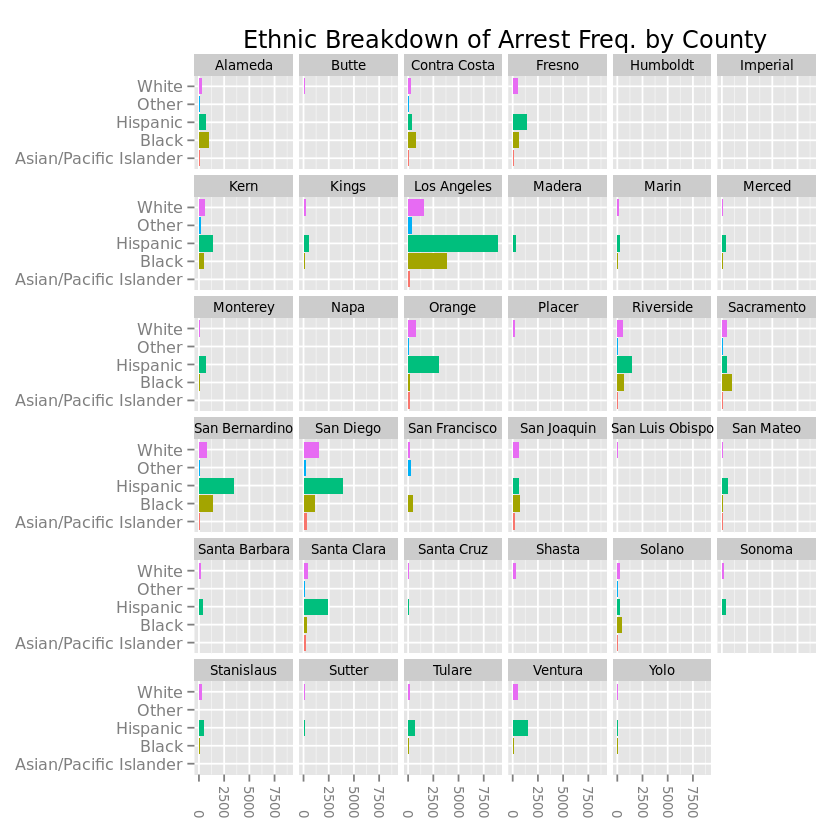 Ethnic Breakdown of Arrest Freq. by County
Alameda Butte Contra Costa Fresno Humboldt Imperial
White
Other
Hispanic
Black
Asian/Pacific Islander
Kern Kings Los Angeles Madera Marin Merced
White
Other
Hispanic
Black
Asian/Pacific Islander
Monterey Napa Orange Placer Riverside Sacramento
White
Other
Hispanic
Black
Asian/Pacific Islander
San Bernardino San Diego San Francisco San Joaquin San Luis Obispo San Mateo
White
Other
Hispanic
Black
Asian/Pacific Islander
Santa Barbara Santa Clara Santa Cruz Shasta Solano Sonoma
White
Other
Hispanic
Black
Asian/Pacific Islander
Stanislaus Sutter Tulare Ventura Yolo
White
Other
Hispanic
Black
Asian/Pacific Islander
0 2500 5000 7500 0 2500 5000 7500 0 2500 5000 7500 0 2500 5000 7500 0 2500 5000 7500